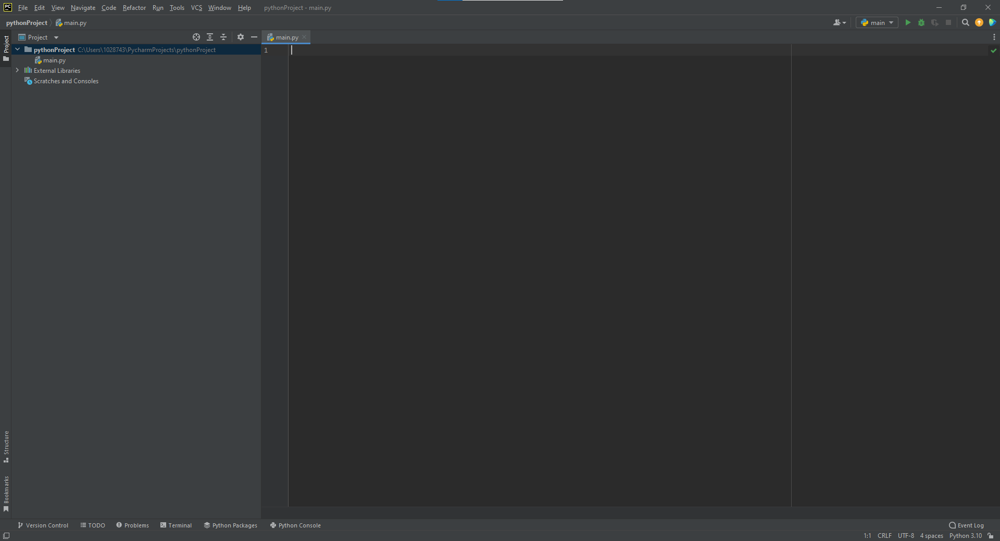 PC File Edit View Navigate Code Refactor Run Tools VCS Window Help pythonProject - main.py
pythonProject main.py main
Project main.py
Project
1
pythonProject C:\Users\1028743\PycharmProjects\pythonProject
main.py
External Libraries
Scratches and Consoles
Structure
Bookmarks
Version Control TODO Problems Terminal Python Packages Python Console Event Log
1:1 CRLF UTF-8 4 spaces Python 3.10